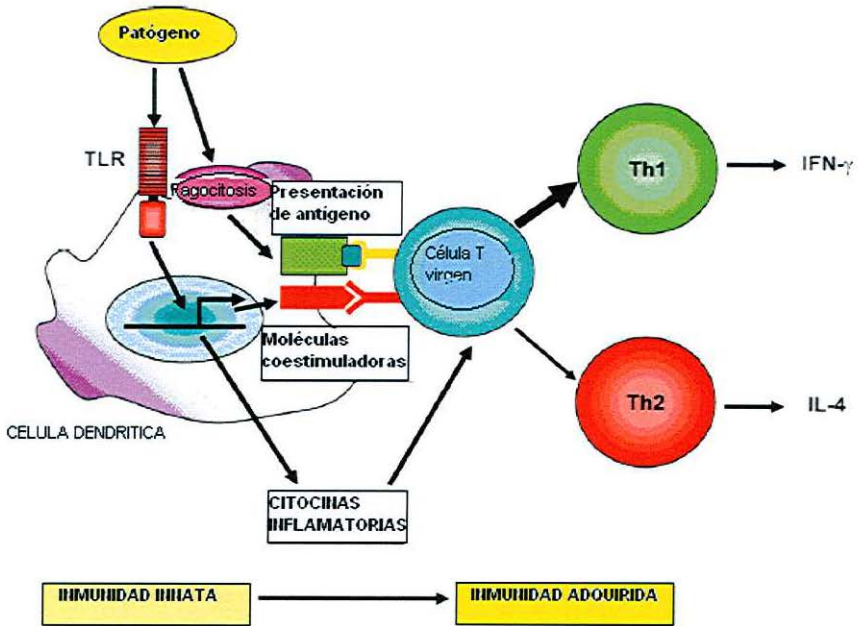 Patógeno
TLR
Fagocitosis
Presentación
de antígeno
Célula T
virgen
Th1
IFN-γ
Moléculas
coestimuladoras
Th2
IL-4
CELULA DENDRITICA
CITOCINAS
INFLAMATORIAS
INMUNIDAD INNATA
INMUNIDAD ADQUIRIDA